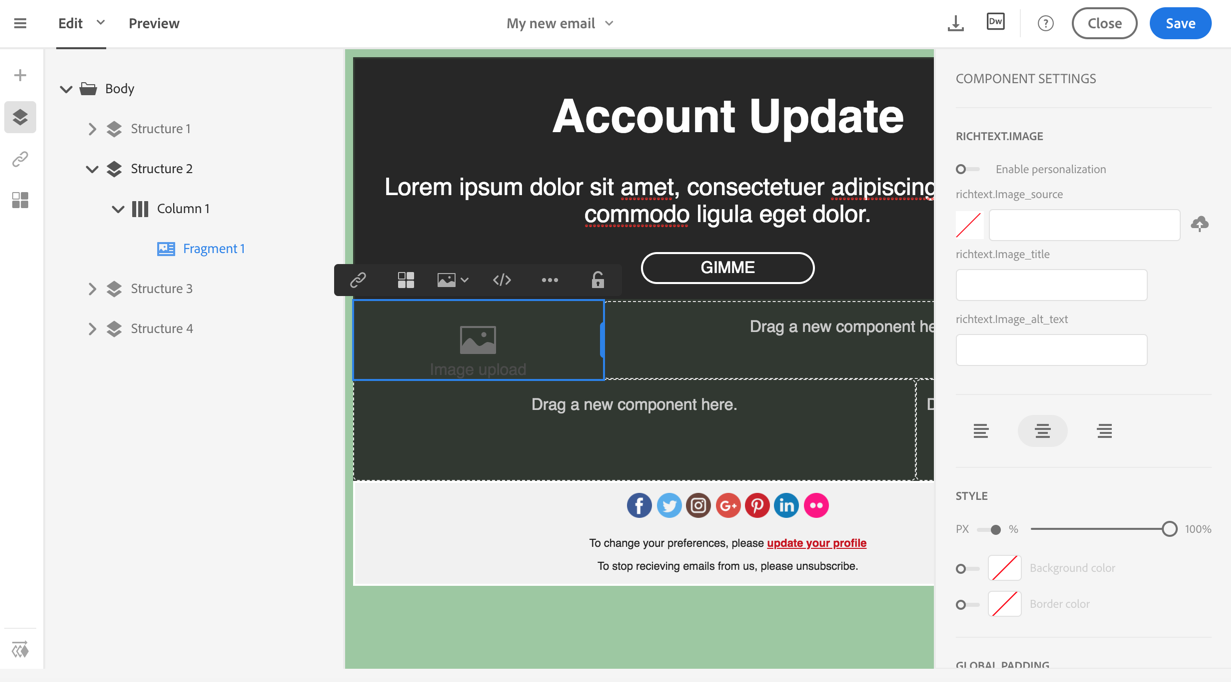 Edit
Preview
My new email
Dw
?
Close
Save
Body
Structure 1
Structure 2
Column 1
Fragment 1
Structure 3
Structure 4
Account Update
Lorem ipsum dolor sit amet, consectetuer adipiscing
commodo ligula eget dolor.
GIMME
Image upload
Drag a new component he
Drag a new component here.
D
f
G+
in
To change your preferences, please update your profile
To stop recieving emails from us, please unsubscribe.
COMPONENT SETTINGS
RICHTEXT.IMAGE
Enable personalization
richtext.Image_source
richtext.Image_title
richtext.Image_alt_text
STYLE
PX
%
100%
Background color
Border color
GLOBAL PADDING